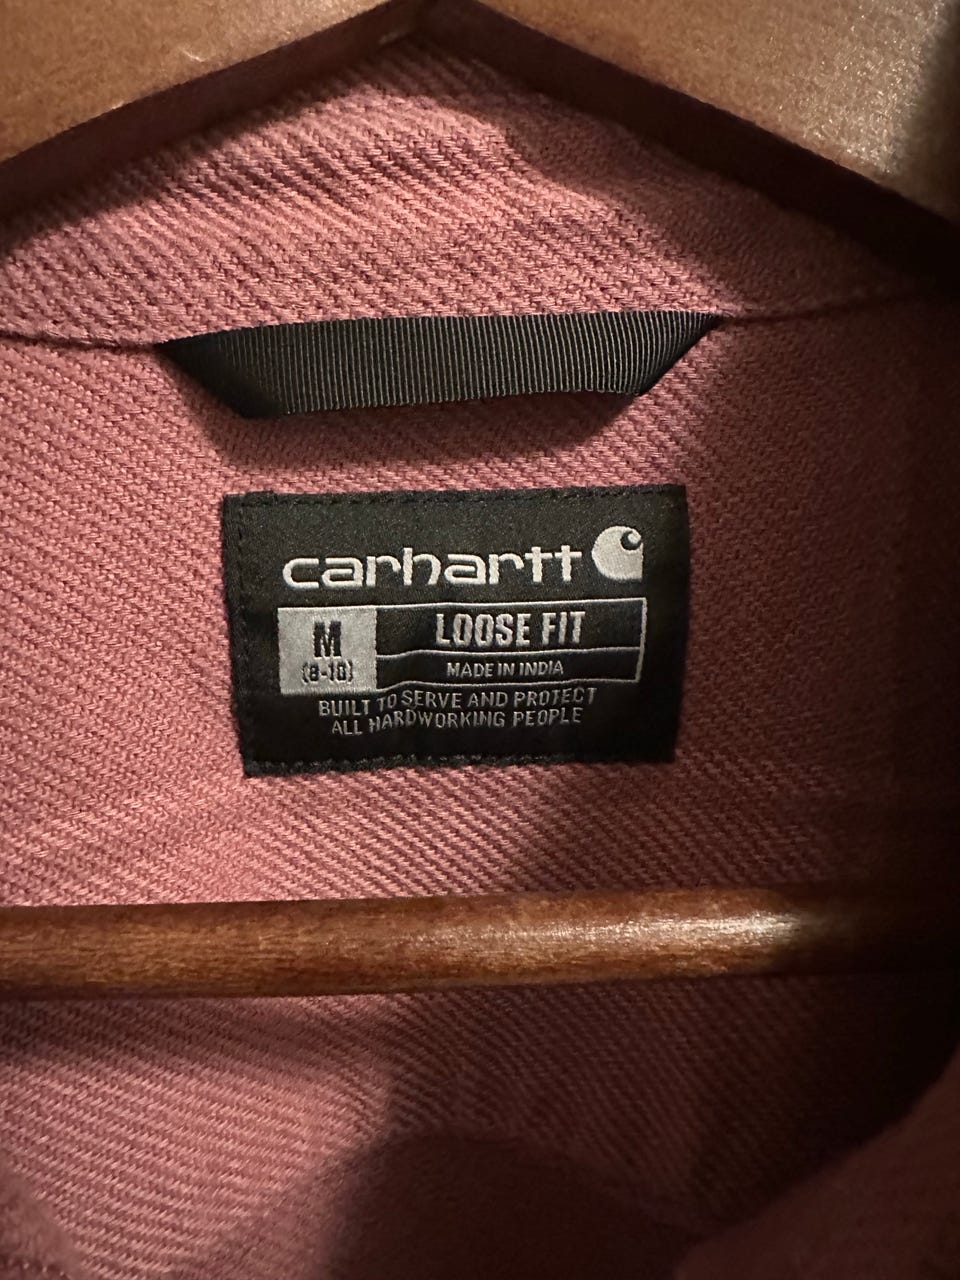 carhartt
M
(8-10)
LOOSE FIT
MADE IN INDIA
BUILT TO SERVE AND PROTECT
ALL HARDWORKING PEOPLE